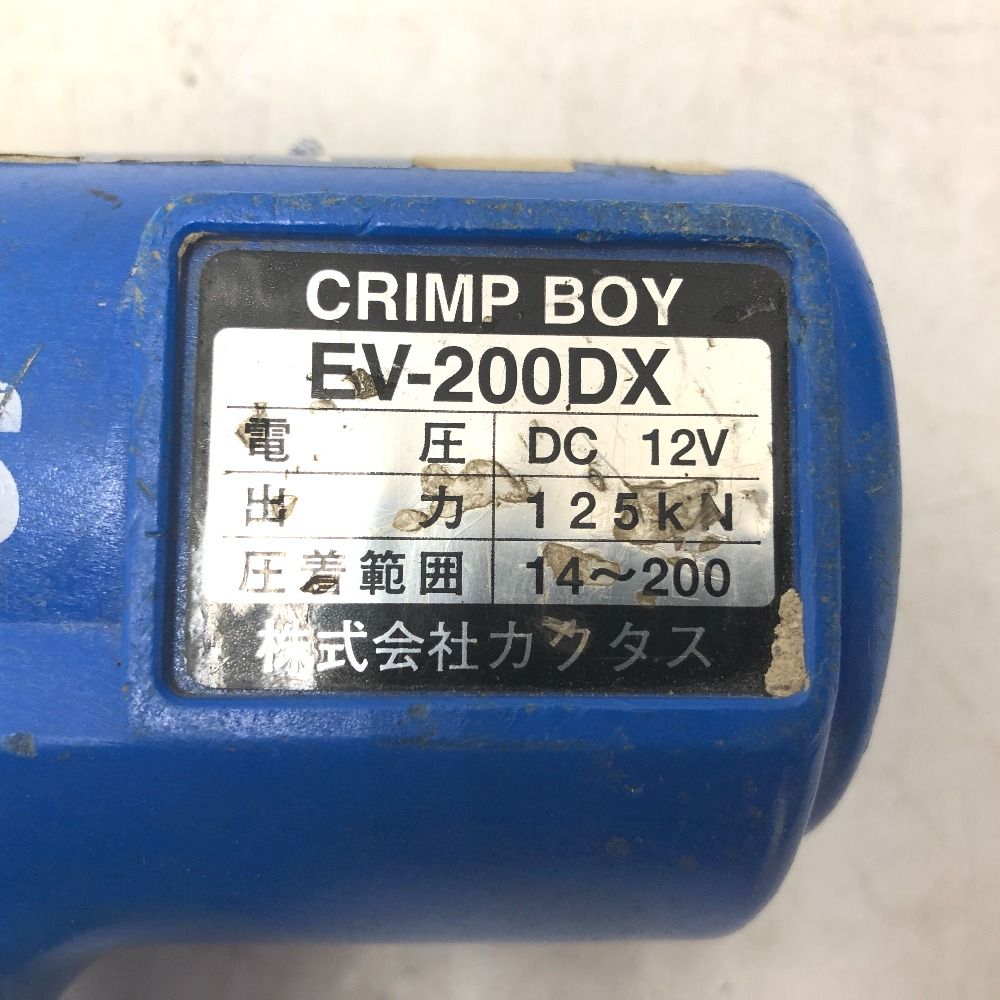 CRIMP BOY
EV-200DX
電圧 DC 12V
出力 125kN
圧着範囲 14〜200
株式会社カクタス